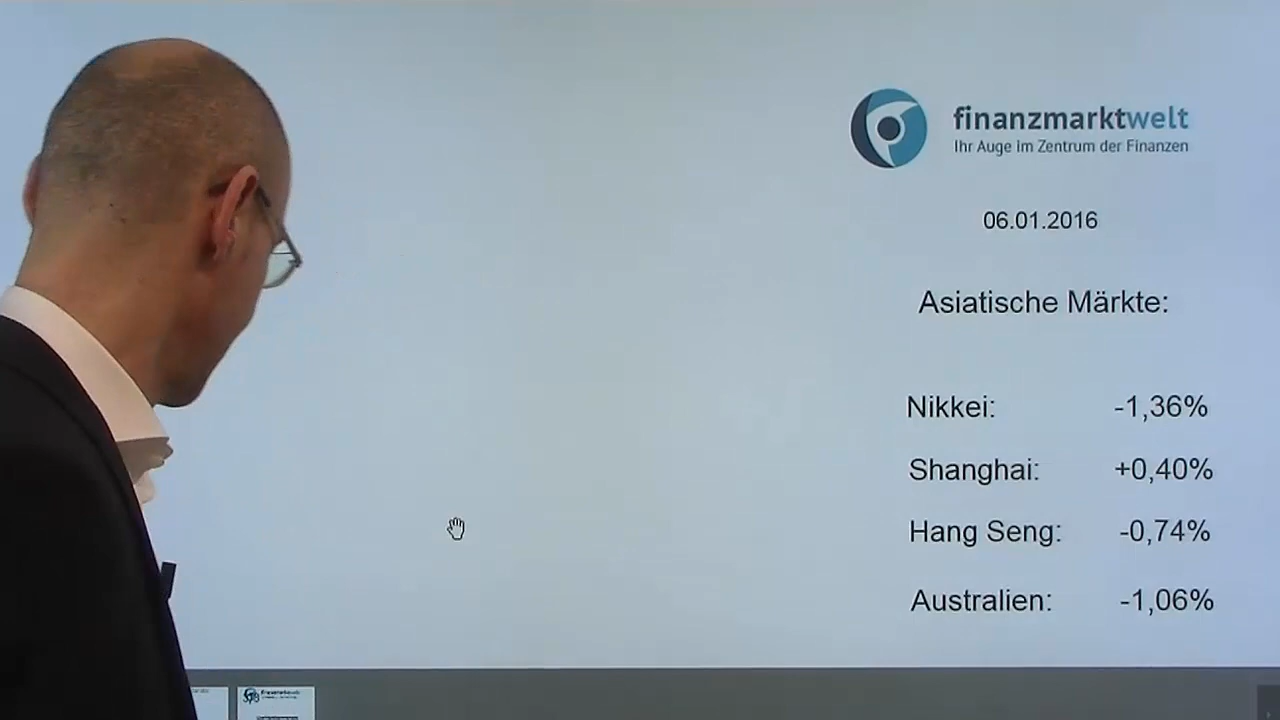 finanzmarktwelt
Ihr Auge im Zentrum der Finanzen
06.01.2016
Asiatische Märkte:
Nikkei: -1,36%
Shanghai: +0,40%
Hang Seng: -0,74%
Australien: -1,06%